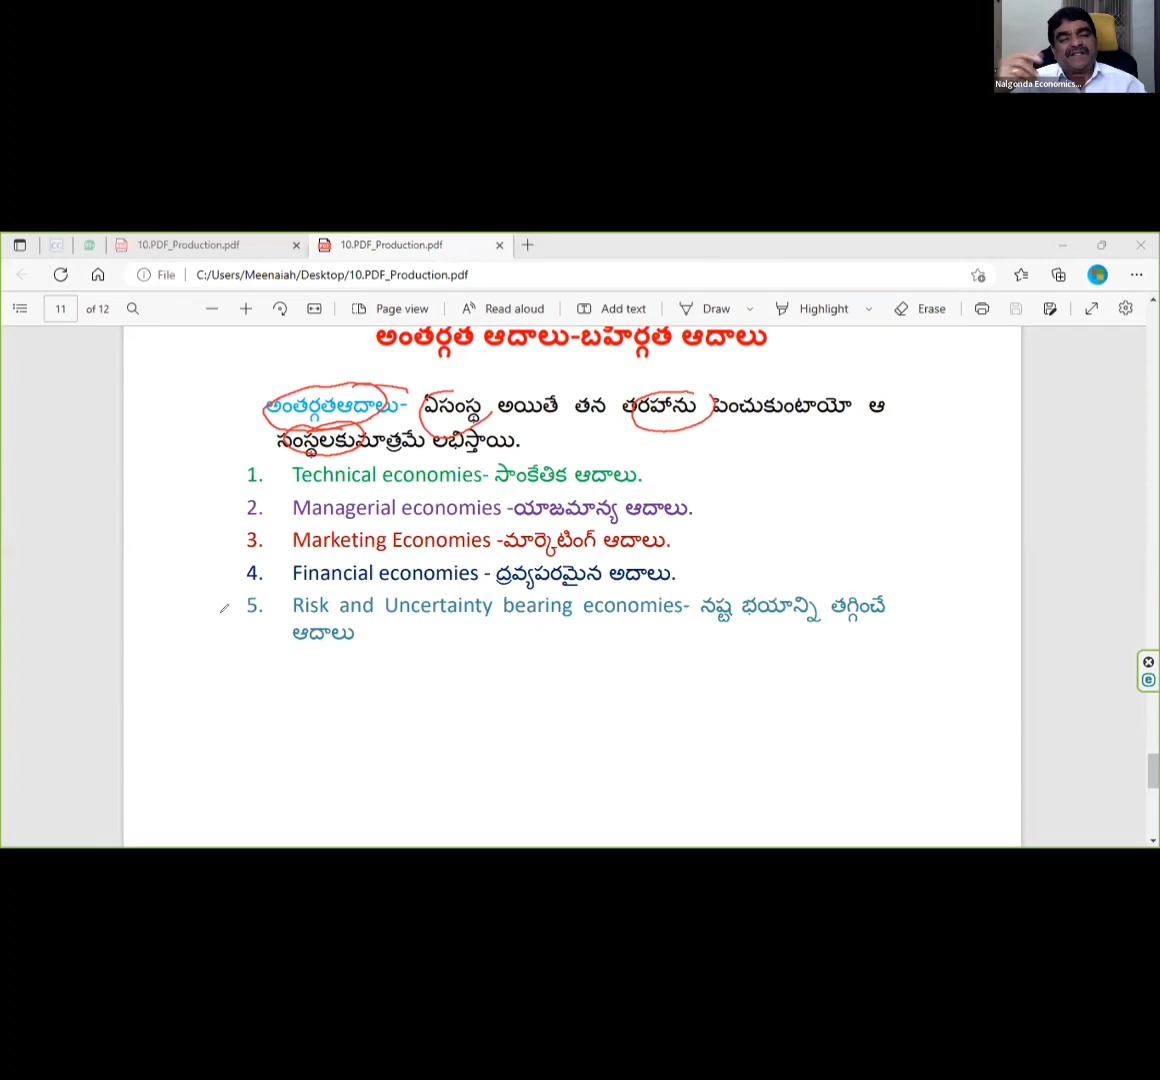 Nalgonda Economics...
10.PDF_Production.pdf
10.PDF_Production.pdf
File
C:/Users/Meenaiah/Desktop/10.PDF_Production.pdf
11 of 12
Page view
Read aloud
Add text
Draw
Highlight
Erase
అంతర్గత ఆదాలు-బహిర్గత ఆదాలు
అంతర్గతఆదాలు- ఏసంస్థ అయితే తన తరహాను పెంచుకుంటాయో ఆ
సంస్థలకుమాత్రమే లభిస్తాయి.
1. Technical economies- సాంకేతిక ఆదాలు.
2. Managerial economies -యాజమాన్య ఆదాలు.
3. Marketing Economies -మార్కెటింగ్ ఆదాలు.
4. Financial economies - ద్రవ్యపరమైన అదాలు.
5. Risk and Uncertainty bearing economies- నష్ట భయాన్ని తగ్గించే
ఆదాలు